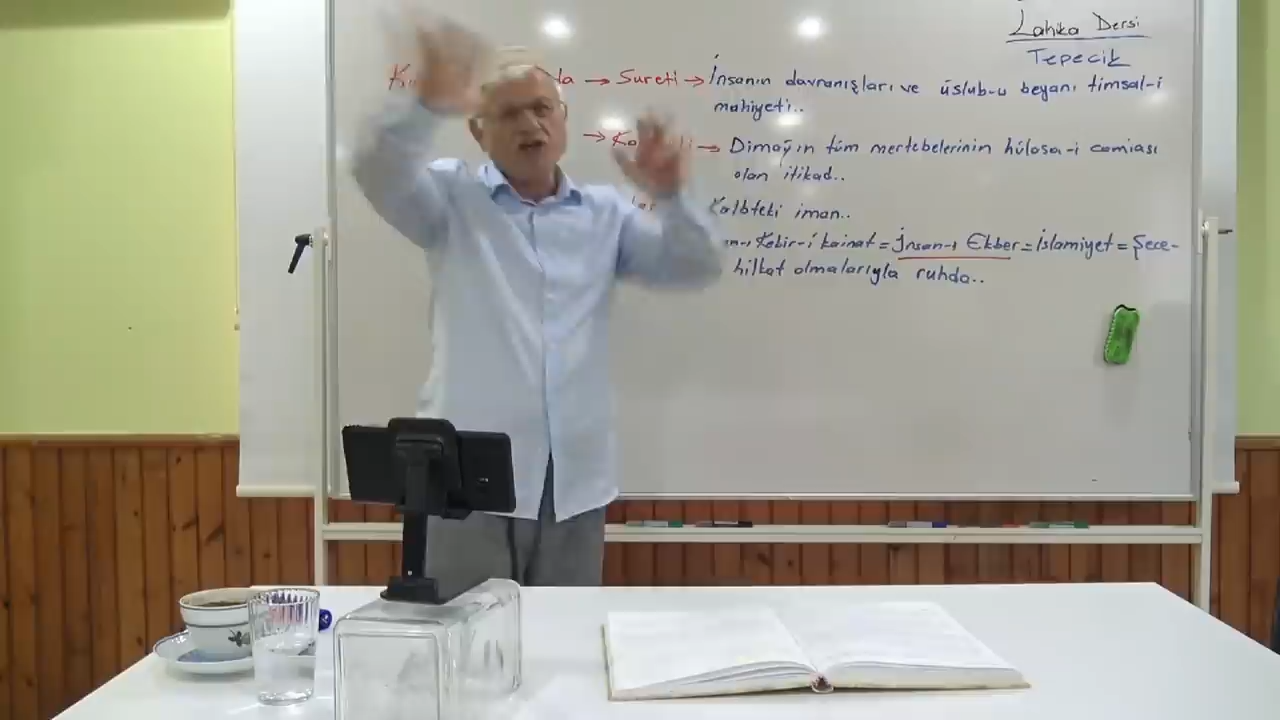 Lahika Dersi
Tepecik
→ Sureti → İnsanın davranışları ve üslub-u beyanı timsal-i
mahiyeti..
→ → Dimağın tüm mertebelerinin hülasa-i camiası
olan itikad..
Kalbteki iman..
Kebir-i kainat = İnsan-ı Ekber = İslamiyet = Şece-
hilkat olmalarıyla ruhda..